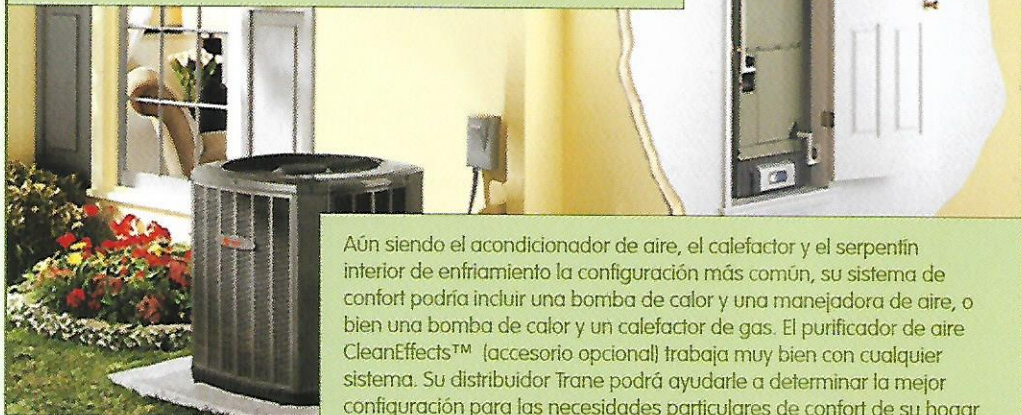 Aún siendo el acondicionador de aire, el calefactor y el serpentín
interior de enfriamiento la configuración más común, su sistema de
confort podría incluir una bomba de calor y una manejadora de aire, o
bien una bomba de calor y un calefactor de gas. El purificador de aire
CleanEffects™ (accesorio opcional) trabaja muy bien con cualquier
sistema. Su distribuidor Trane podrá ayudarle a determinar la mejor
configuración para las necesidades particulares de confort de su hogar